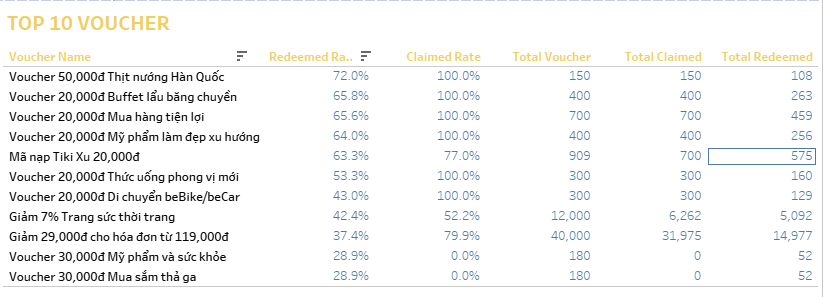 TOP 10 VOUCHER
Voucher Name Redeemed Ra.. Claimed Rate Total Voucher Total Claimed Total Redeemed
Voucher 50,000đ Thịt nướng Hàn Quốc 72.0% 100.0% 150 150 108
Voucher 20,000đ Buffet lẩu băng chuyền 65.8% 100.0% 400 400 263
Voucher 20,000đ Mua hàng tiện lợi 65.6% 100.0% 700 700 459
Voucher 20,000đ Mỹ phẩm làm đẹp xu hướng 64.0% 100.0% 400 400 256
Mã nạp Tiki Xu 20,000đ 63.3% 77.0% 909 700 575
Voucher 20,000đ Thức uống phong vị mới 53.3% 100.0% 300 300 160
Voucher 20,000đ Di chuyển beBike/beCar 43.0% 100.0% 300 300 129
Giảm 7% Trang sức thời trang 42.4% 52.2% 12,000 6,262 5,092
Giảm 29,000đ cho hóa đơn từ 119,000đ 37.4% 79.9% 40,000 31,975 14,977
Voucher 30,000đ Mỹ phẩm và sức khỏe 28.9% 0.0% 180 0 52
Voucher 30,000đ Mua sắm thả ga 28.9% 0.0% 180 0 52